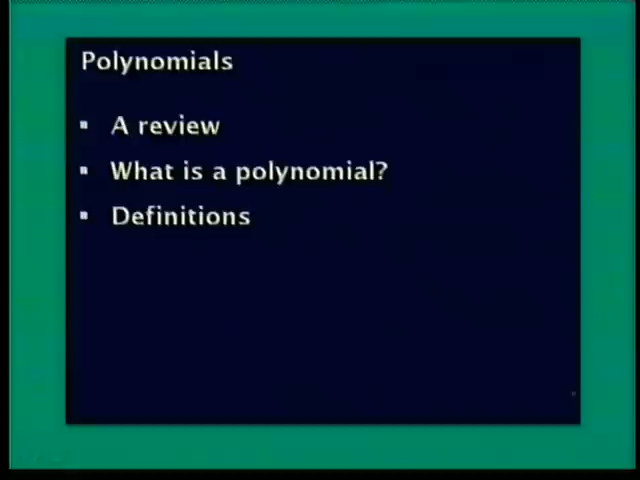 Polynomials
▪ A review
▪ What is a polynomial?
▪ Definitions